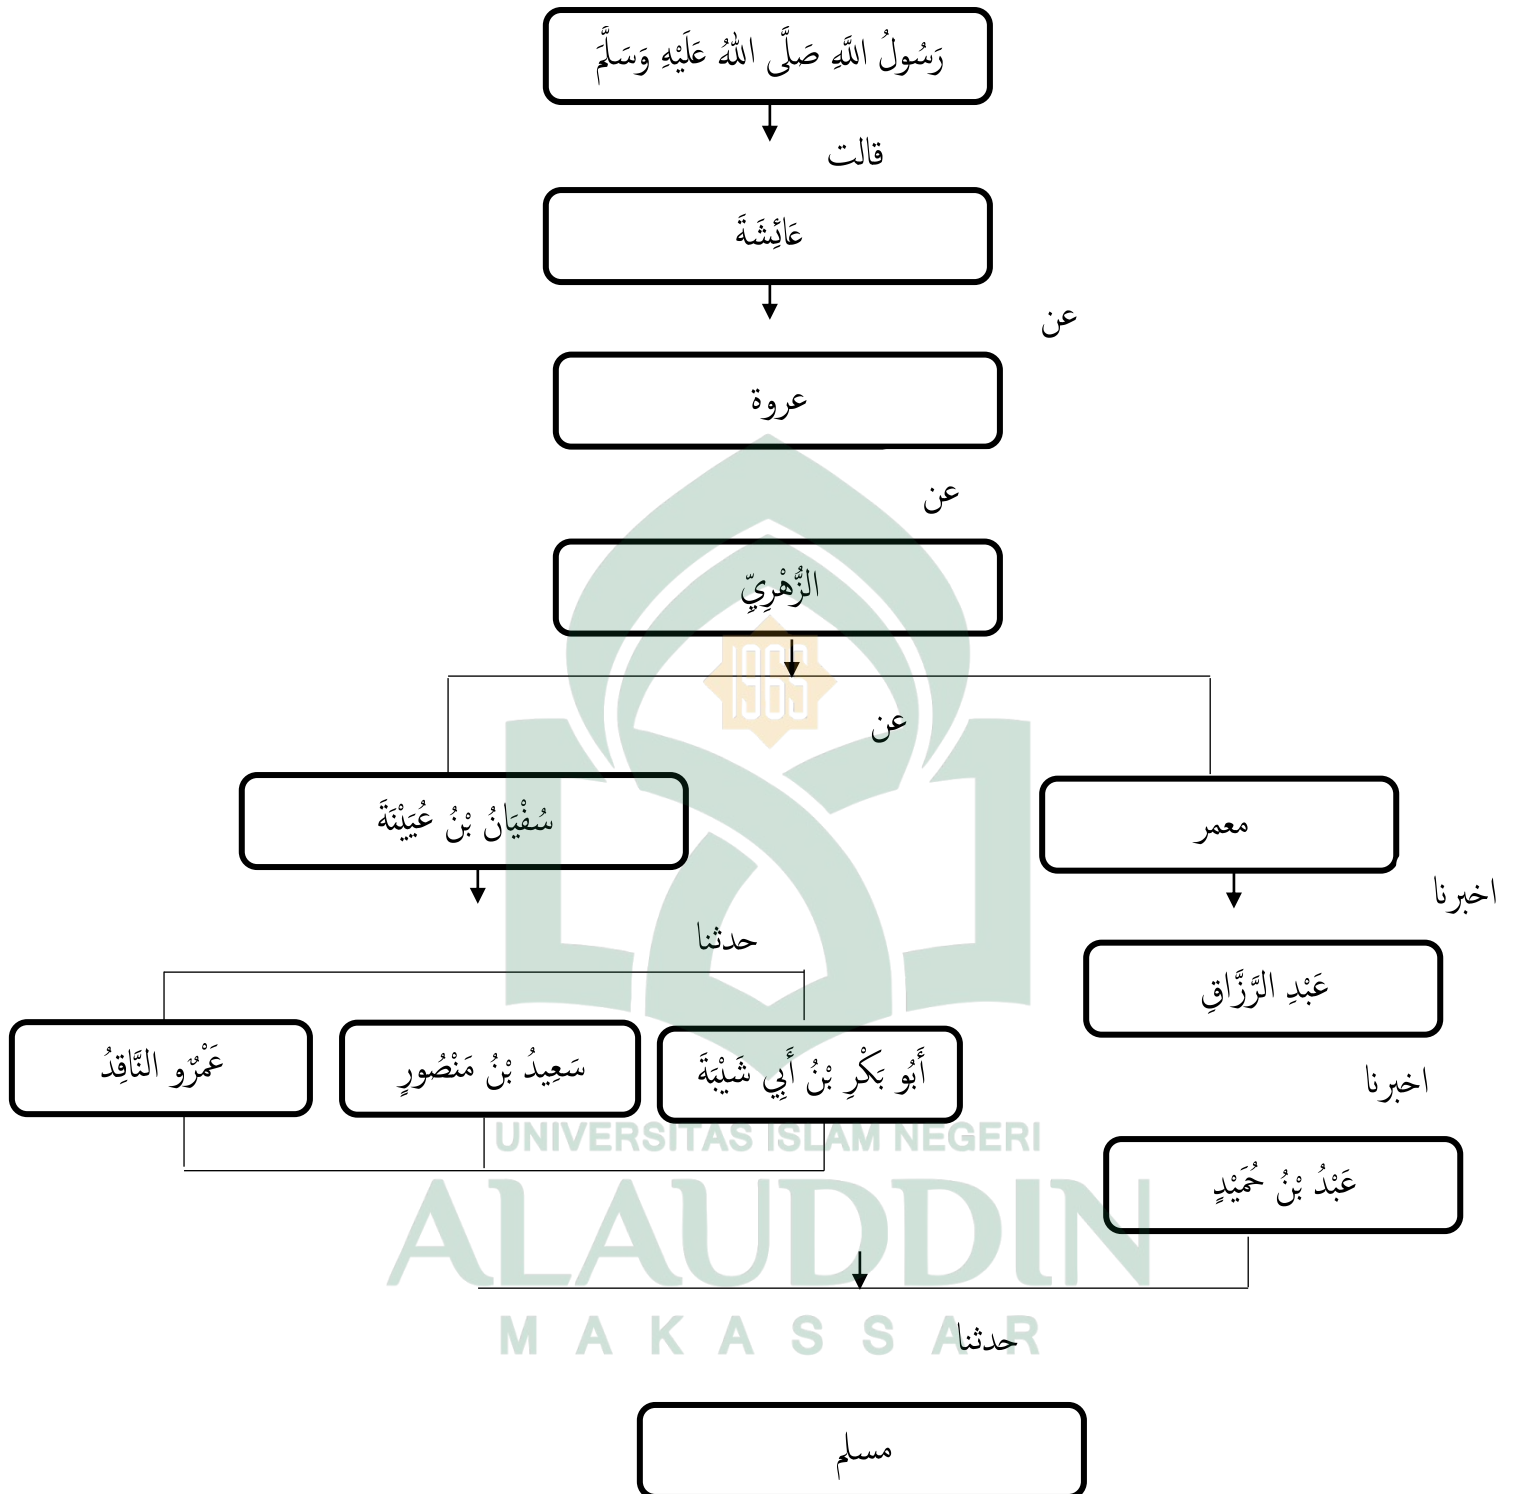 رَسُولُ اللَّهِ صَلَّى اللهُ عَلَيْهِ وَسَلَّمَ
قالت
عَائِشَةَ
عن
عروة
عن
الزُّهْرِيِّ
1965
عن
سُفْيَانُ بْنُ عُيَيْنَةَ
معمر
اخبرنا
حدثنا
عَبْدِ الرَّزَّاقِ
أَبُو بَكْرِ بْنُ أَبِي شَيْبَةَ
سَعِيدُ بْنُ مَنْصُورٍ
عَمْرٌو النَّاقِدُ
اخبرنا
UNIVERSITAS ISLAM NEGERI
عَبْدُ بْنُ حُمَيْدٍ
ALAUDDIN
MAKASSAR
حدثنا
مسلم